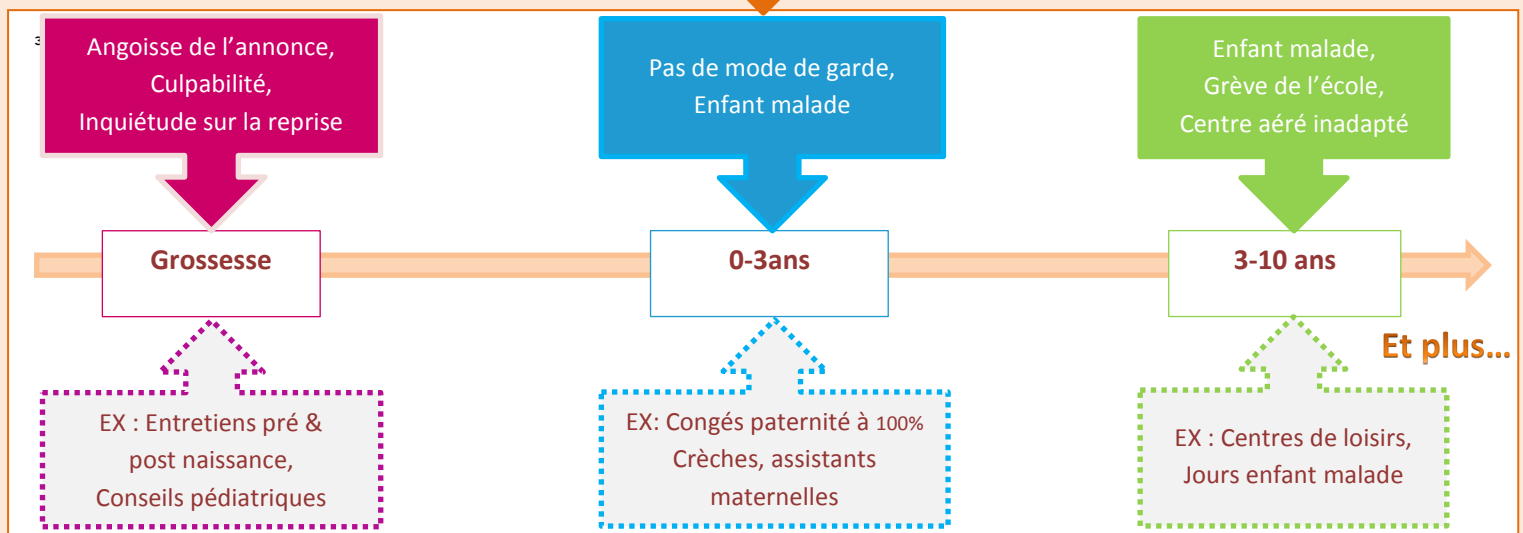 3
Angoisse de l'annonce,
Culpabilité,
Inquiétude sur la reprise
Pas de mode de garde,
Enfant malade
Enfant malade,
Grève de l'école,
Centre aéré inadapté
Grossesse
0-3ans
3-10 ans
Et plus...
EX : Entretiens pré &
post naissance,
Conseils pédiatriques
EX: Congés paternité à 100%
Crèches, assistants
maternelles
EX : Centres de loisirs,
Jours enfant malade